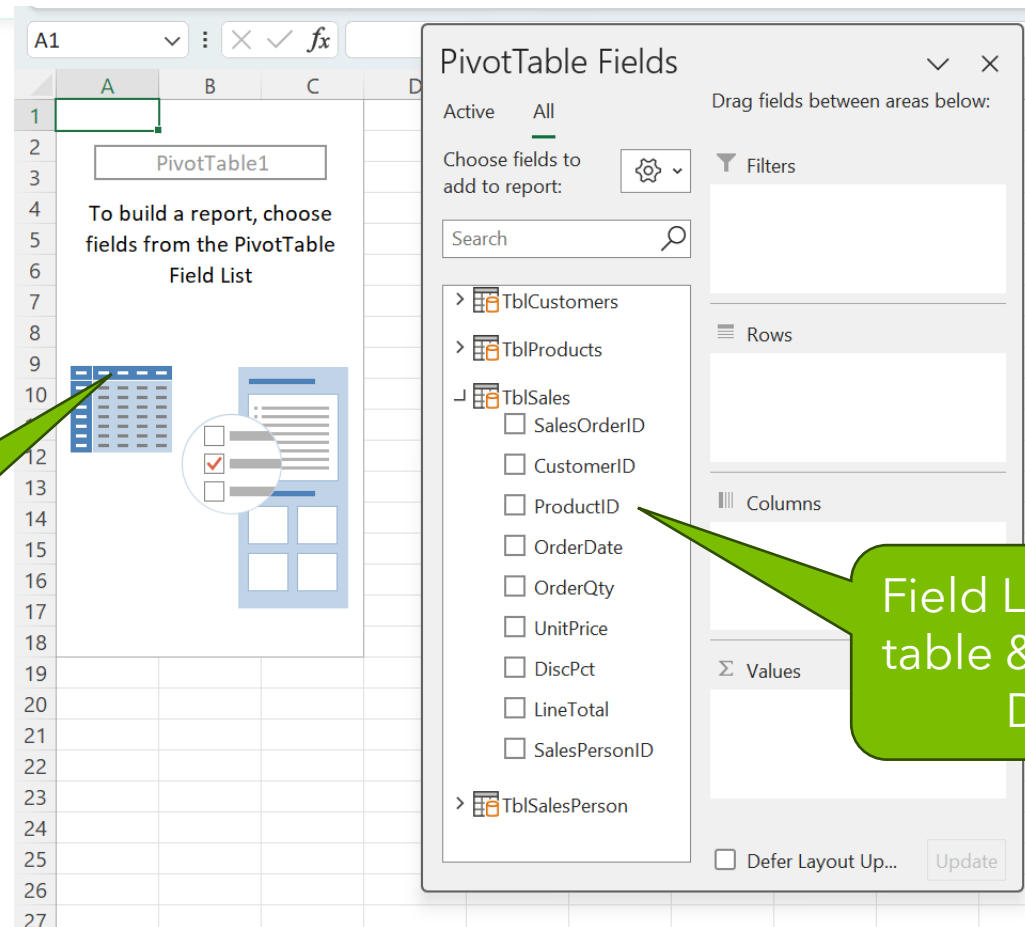 A1
fx
A B C D
1
2
3
4
5
6
7
8
9
10
12
13
14
15
16
17
18
19
20
21
22
23
24
25
26
27
PivotTable1
To build a report, choose
fields from the PivotTable
Field List
PivotTable Fields
Active All
Choose fields to
add to report:
Search
TblCustomers
TblProducts
TblSales
SalesOrderID
CustomerID
ProductID
OrderDate
OrderQty
UnitPrice
DiscPct
LineTotal
SalesPersonID
TblSalesPerson
Drag fields between areas below:
Filters
Rows
Columns
Σ Values
Defer Layout Up...
Update
Field L
table &
D